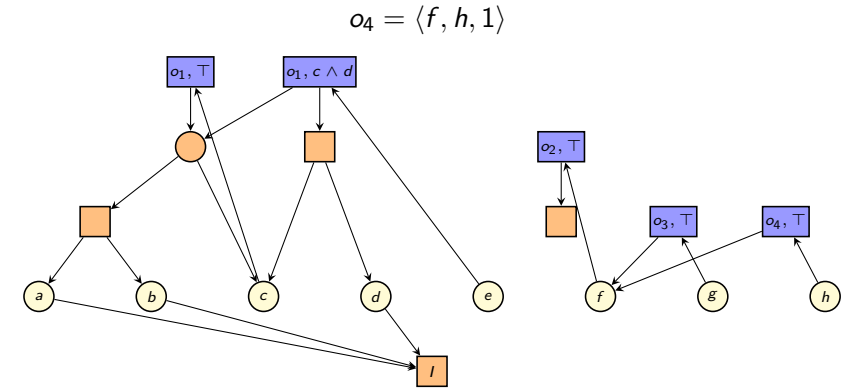 o₄ = ⟨f, h, 1⟩
o₁, ⊤
o₁, c ∧ d
o₂, ⊤
o₃, ⊤
o₄, ⊤
a
b
c
d
e
f
g
h
I